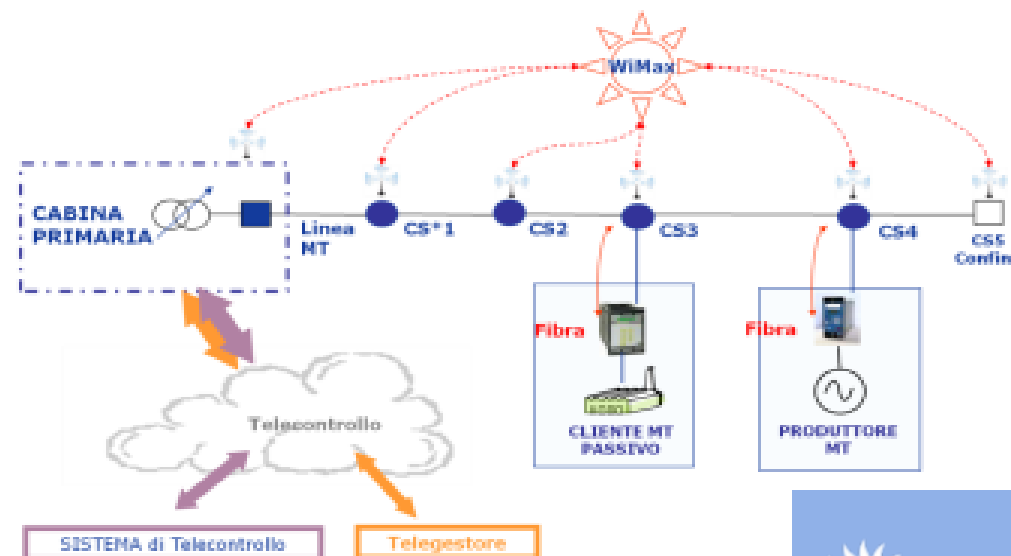 WiMax
CABINA
PRIMARIA
Linea
MT
CS*1
CS2
CS3
CS4
CS5
Confin
Fibra
Fibra
CLIENTE MT
PASSIVO
PRODUTTORE
MT
Telecontrollo
SISTEMA di Telecontrollo
Telegestore